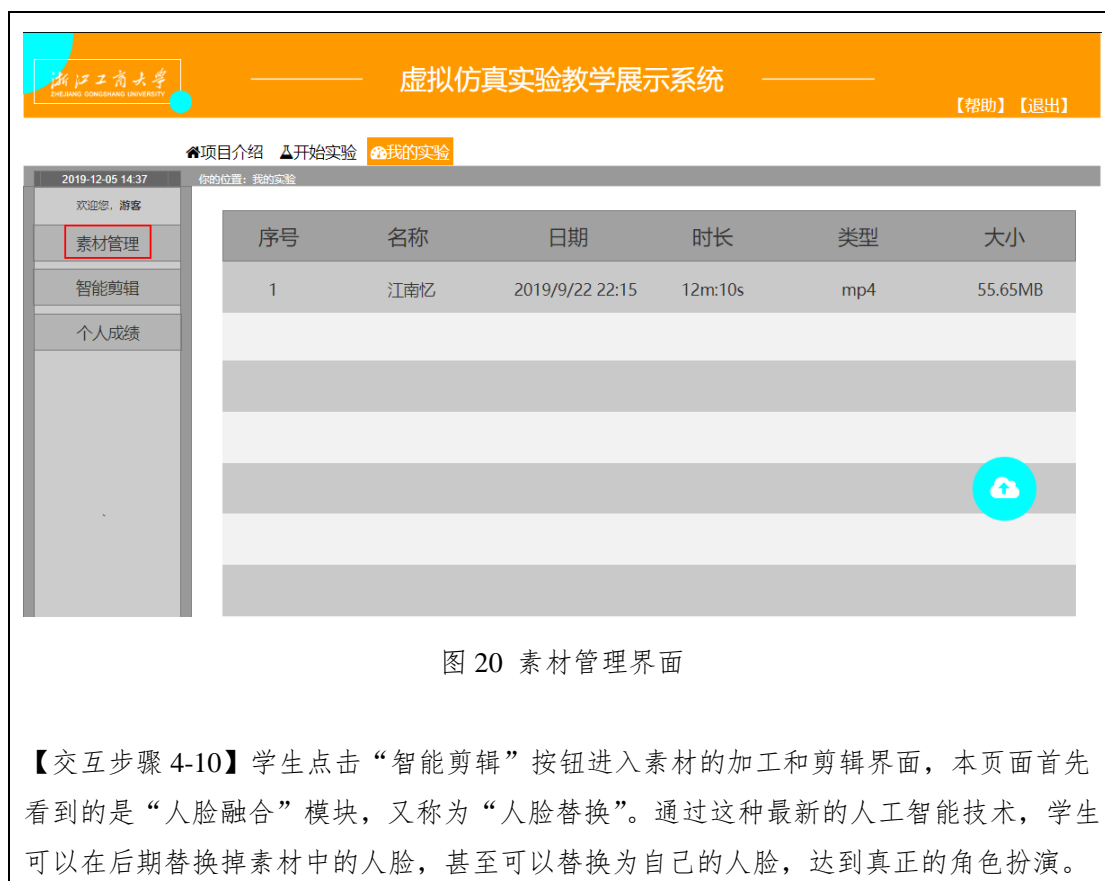 浙江工商大学
ZHEJIANG GONGSHANG UNIVERSITY
虚拟仿真实验教学展示系统
【帮助】【退出】
项目介绍 开始实验 我的实验
2019-12-05 14:37 你的位置：我的实验
欢迎您，游客
素材管理
智能剪辑
个人成绩
序号 名称 日期 时长 类型 大小
1 江南忆 2019/9/22 22:15 12m:10s mp4 55.65MB
图 20 素材管理界面
【交互步骤 4-10】学生点击“智能剪辑”按钮进入素材的加工和剪辑界面，本页面首先
看到的是“人脸融合”模块，又称为“人脸替换”。通过这种最新的人工智能技术，学生
可以在后期替换掉素材中的人脸，甚至可以替换为自己的人脸，达到真正的角色扮演。